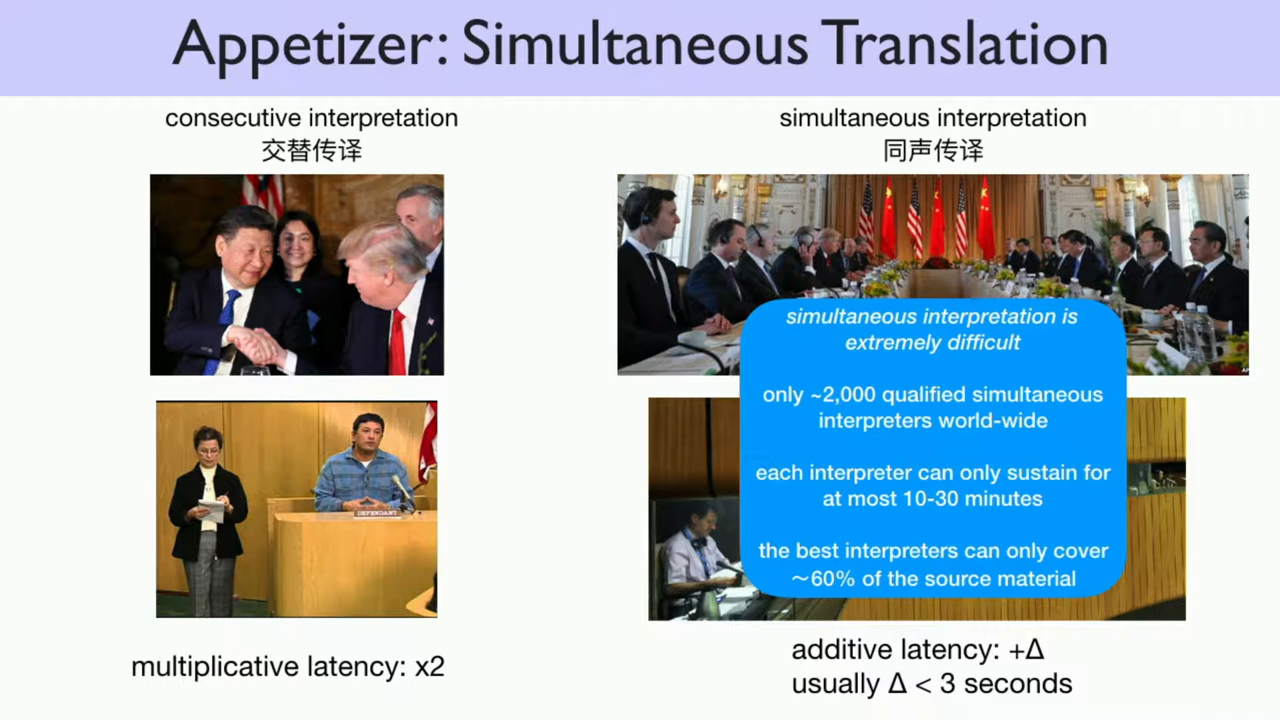 Appetizer: Simultaneous Translation
consecutive interpretation
交替传译
simultaneous interpretation
同声传译
simultaneous interpretation is
extremely difficult
only ~2,000 qualified simultaneous
interpreters world-wide
each interpreter can only sustain for
at most 10-30 minutes
the best interpreters can only cover
~60% of the source material
DEFENDANT
multiplicative latency: x2
additive latency: +Δ
usually Δ < 3 seconds